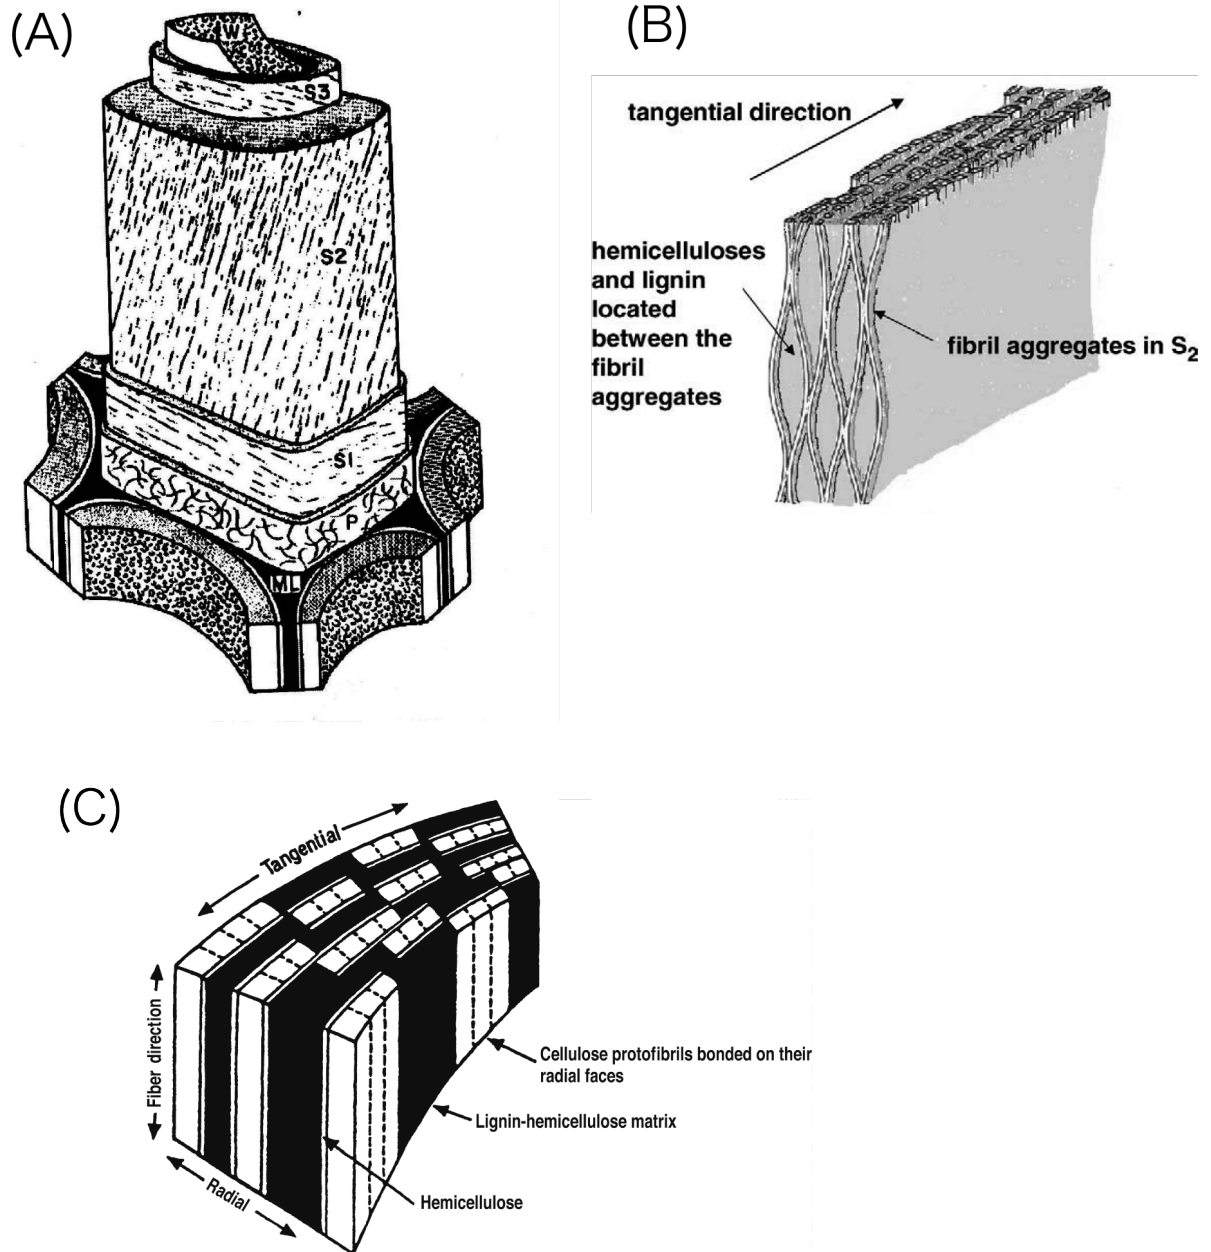 (A)
W
S3
S2
S1
P
ML
(B)
tangential direction
hemicelluloses
and lignin
located
between the
fibril
aggregates
fibril aggregates in S2
(C)
Tangential
Fiber direction
Radial
Cellulose protofibrils bonded on their
radial faces
Lignin-hemicellulose matrix
Hemicellulose